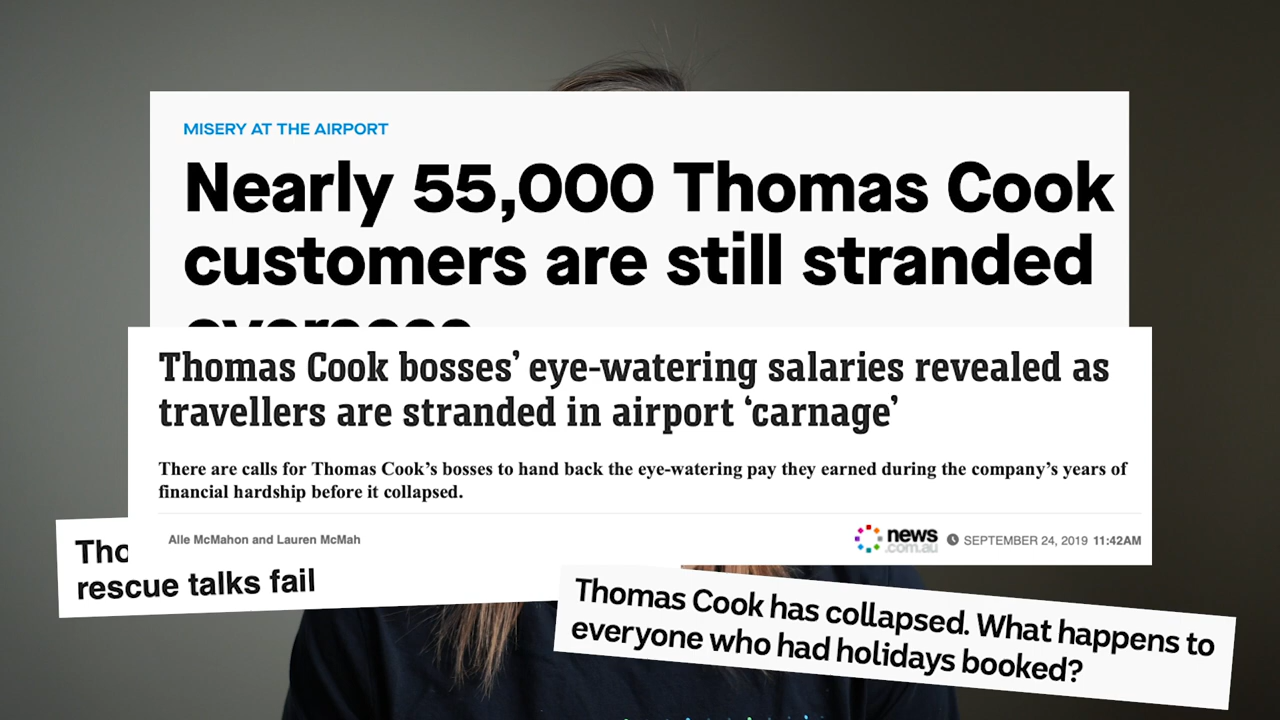 MISERY AT THE AIRPORT
Nearly 55,000 Thomas Cook
customers are still stranded
Thomas Cook bosses’ eye-watering salaries revealed as
travellers are stranded in airport ‘carnage’
There are calls for Thomas Cook’s bosses to hand back the eye-watering pay they earned during the company’s years of
financial hardship before it collapsed.
Alle McMahon and Lauren McMah
news
.com.au
SEPTEMBER 24, 2019 11:42AM
Tho
rescue talks fail
Thomas Cook has collapsed. What happens to
everyone who had holidays booked?